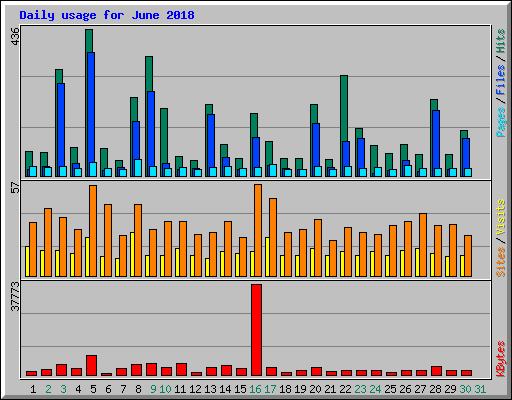 Daily usage for June 2018
436
Pages / Files / Hits
57
Sites / Visits
37773
KBytes
1 2 3 4 5 6 7 8 9 10 11 12 13 14 15 16 17 18 19 20 21 22 23 24 25 26 27 28 29 30 31